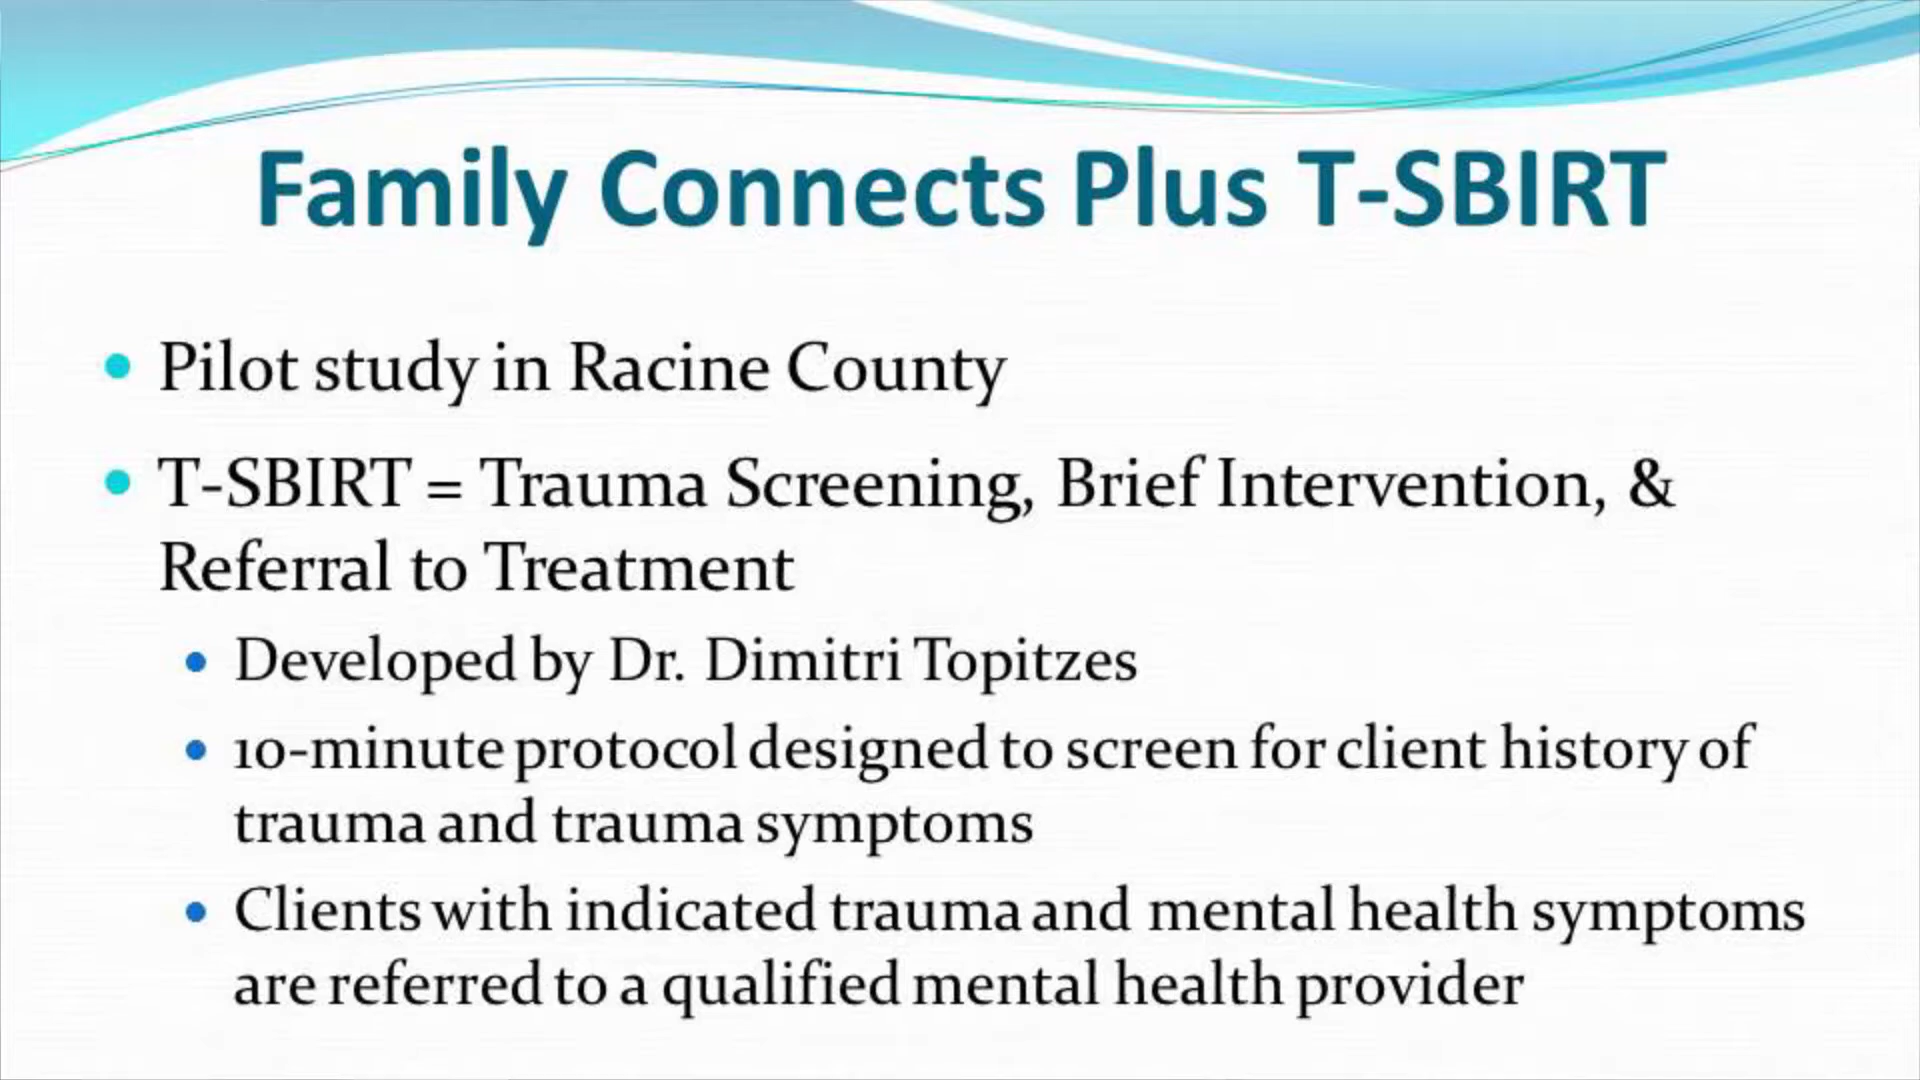 Family Connects Plus T-SBIRT
• Pilot study in Racine County
• T-SBIRT = Trauma Screening, Brief Intervention, &
Referral to Treatment
• Developed by Dr. Dimitri Topitzes
• 10-minute protocol designed to screen for client history of
trauma and trauma symptoms
• Clients with indicated trauma and mental health symptoms
are referred to a qualified mental health provider